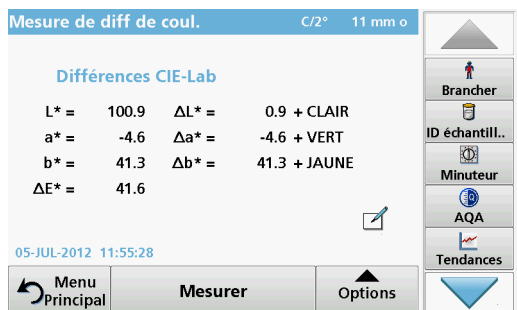 Mesure de diff de coul. C/2° 11 mm o
Différences CIE-Lab
L* = 100.9 ΔL* = 0.9 + CLAIR
a* = -4.6 Δa* = -4.6 + VERT
b* = 41.3 Δb* = 41.3 + JAUNE
ΔE* = 41.6
05-JUL-2012 11:55:28
Menu Principal
Mesurer
Options
Brancher
ID échantill..
Minuteur
AQA
Tendances